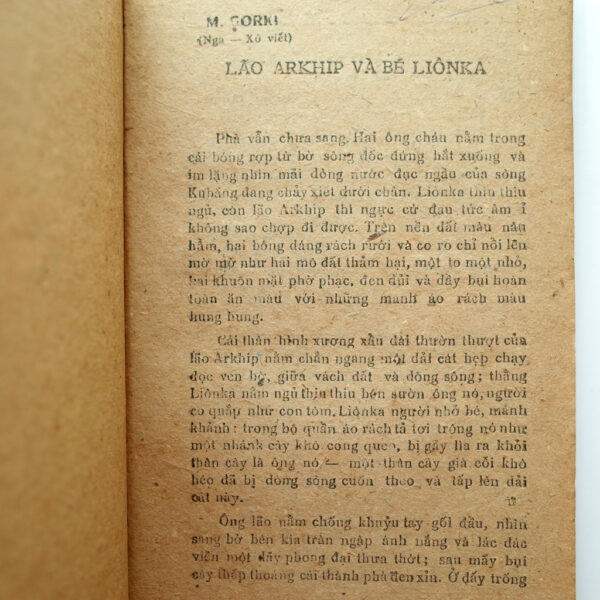 M. GORKI
(Nga — Xô viết)
LÃO ARKHIP VÀ BÉ LIÔNKA
Phà vẫn chưa sang. Hai ông cháu nằm trong
cái bóng rợp từ bờ sông dốc đứng hắt xuống và
im lặng nhìn mãi dòng nước đục ngầu của sông
Kubăng đang chảy xiết dưới chân. Liônka thiu thiu
ngủ, còn lão Arkhip thì ngực cứ đau tức âm ỉ
không sao chợp đi được. Trên nền đất màu nâu
hẩm, hai bóng dáng rách rưới và co ro chỉ nổi lên
mờ mờ như hai mô đất thảm hại, một to một nhỏ,
hai khuôn mặt phờ phạc, đen đủi và đầy bụi hoàn
toàn ăn màu với những manh áo rách màu
hung hung.
Cái thân hình xương xẩu dài thườn thượt của
lão Arkhip nằm chắn ngang một dải cát hẹp chạy
dọc ven bờ, giữa vách đất và dòng sông; thằng
Liônka nằm ngủ thiu thiu bên sườn ông nó, người
co quắp như con tôm. Liônka người nhỏ bé, mảnh
khảnh: trong bộ quần áo rách tả tơi trông nó như
một nhánh cây khô cong queo, bị gãy lìa ra khỏi
thân cây là ông nó — một thân cây già cỗi khô
héo đã bị dòng sông cuốn theo và tấp lên dải
cát này.
Ông lão nằm chống khuỷu tay gối đầu, nhìn
sang bờ bên kia tràn ngập ánh nắng và lác đác
viền một dãy phong đại thưa thớt; sau mấy bụi
cây thấp thoáng cái thành phà đen xỉn. Ở đấy trống